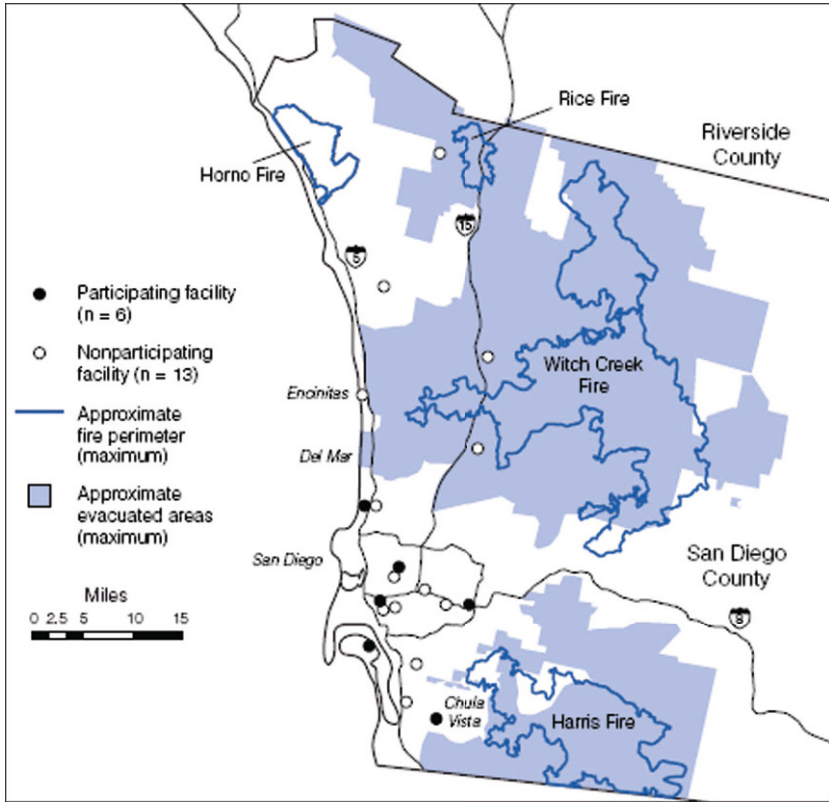 Rice Fire
Riverside
County
Horno Fire
15
5
Participating facility
(n = 6)
Nonparticipating
facility (n = 13)
Witch Creek
Fire
Encinitas
Approximate
fire perimeter
(maximum)
Del Mar
Approximate
evacuated areas
(maximum)
San Diego
San Diego
County
Miles
0 2.5 5 10 15
8
Chula
Vista
Harris Fire